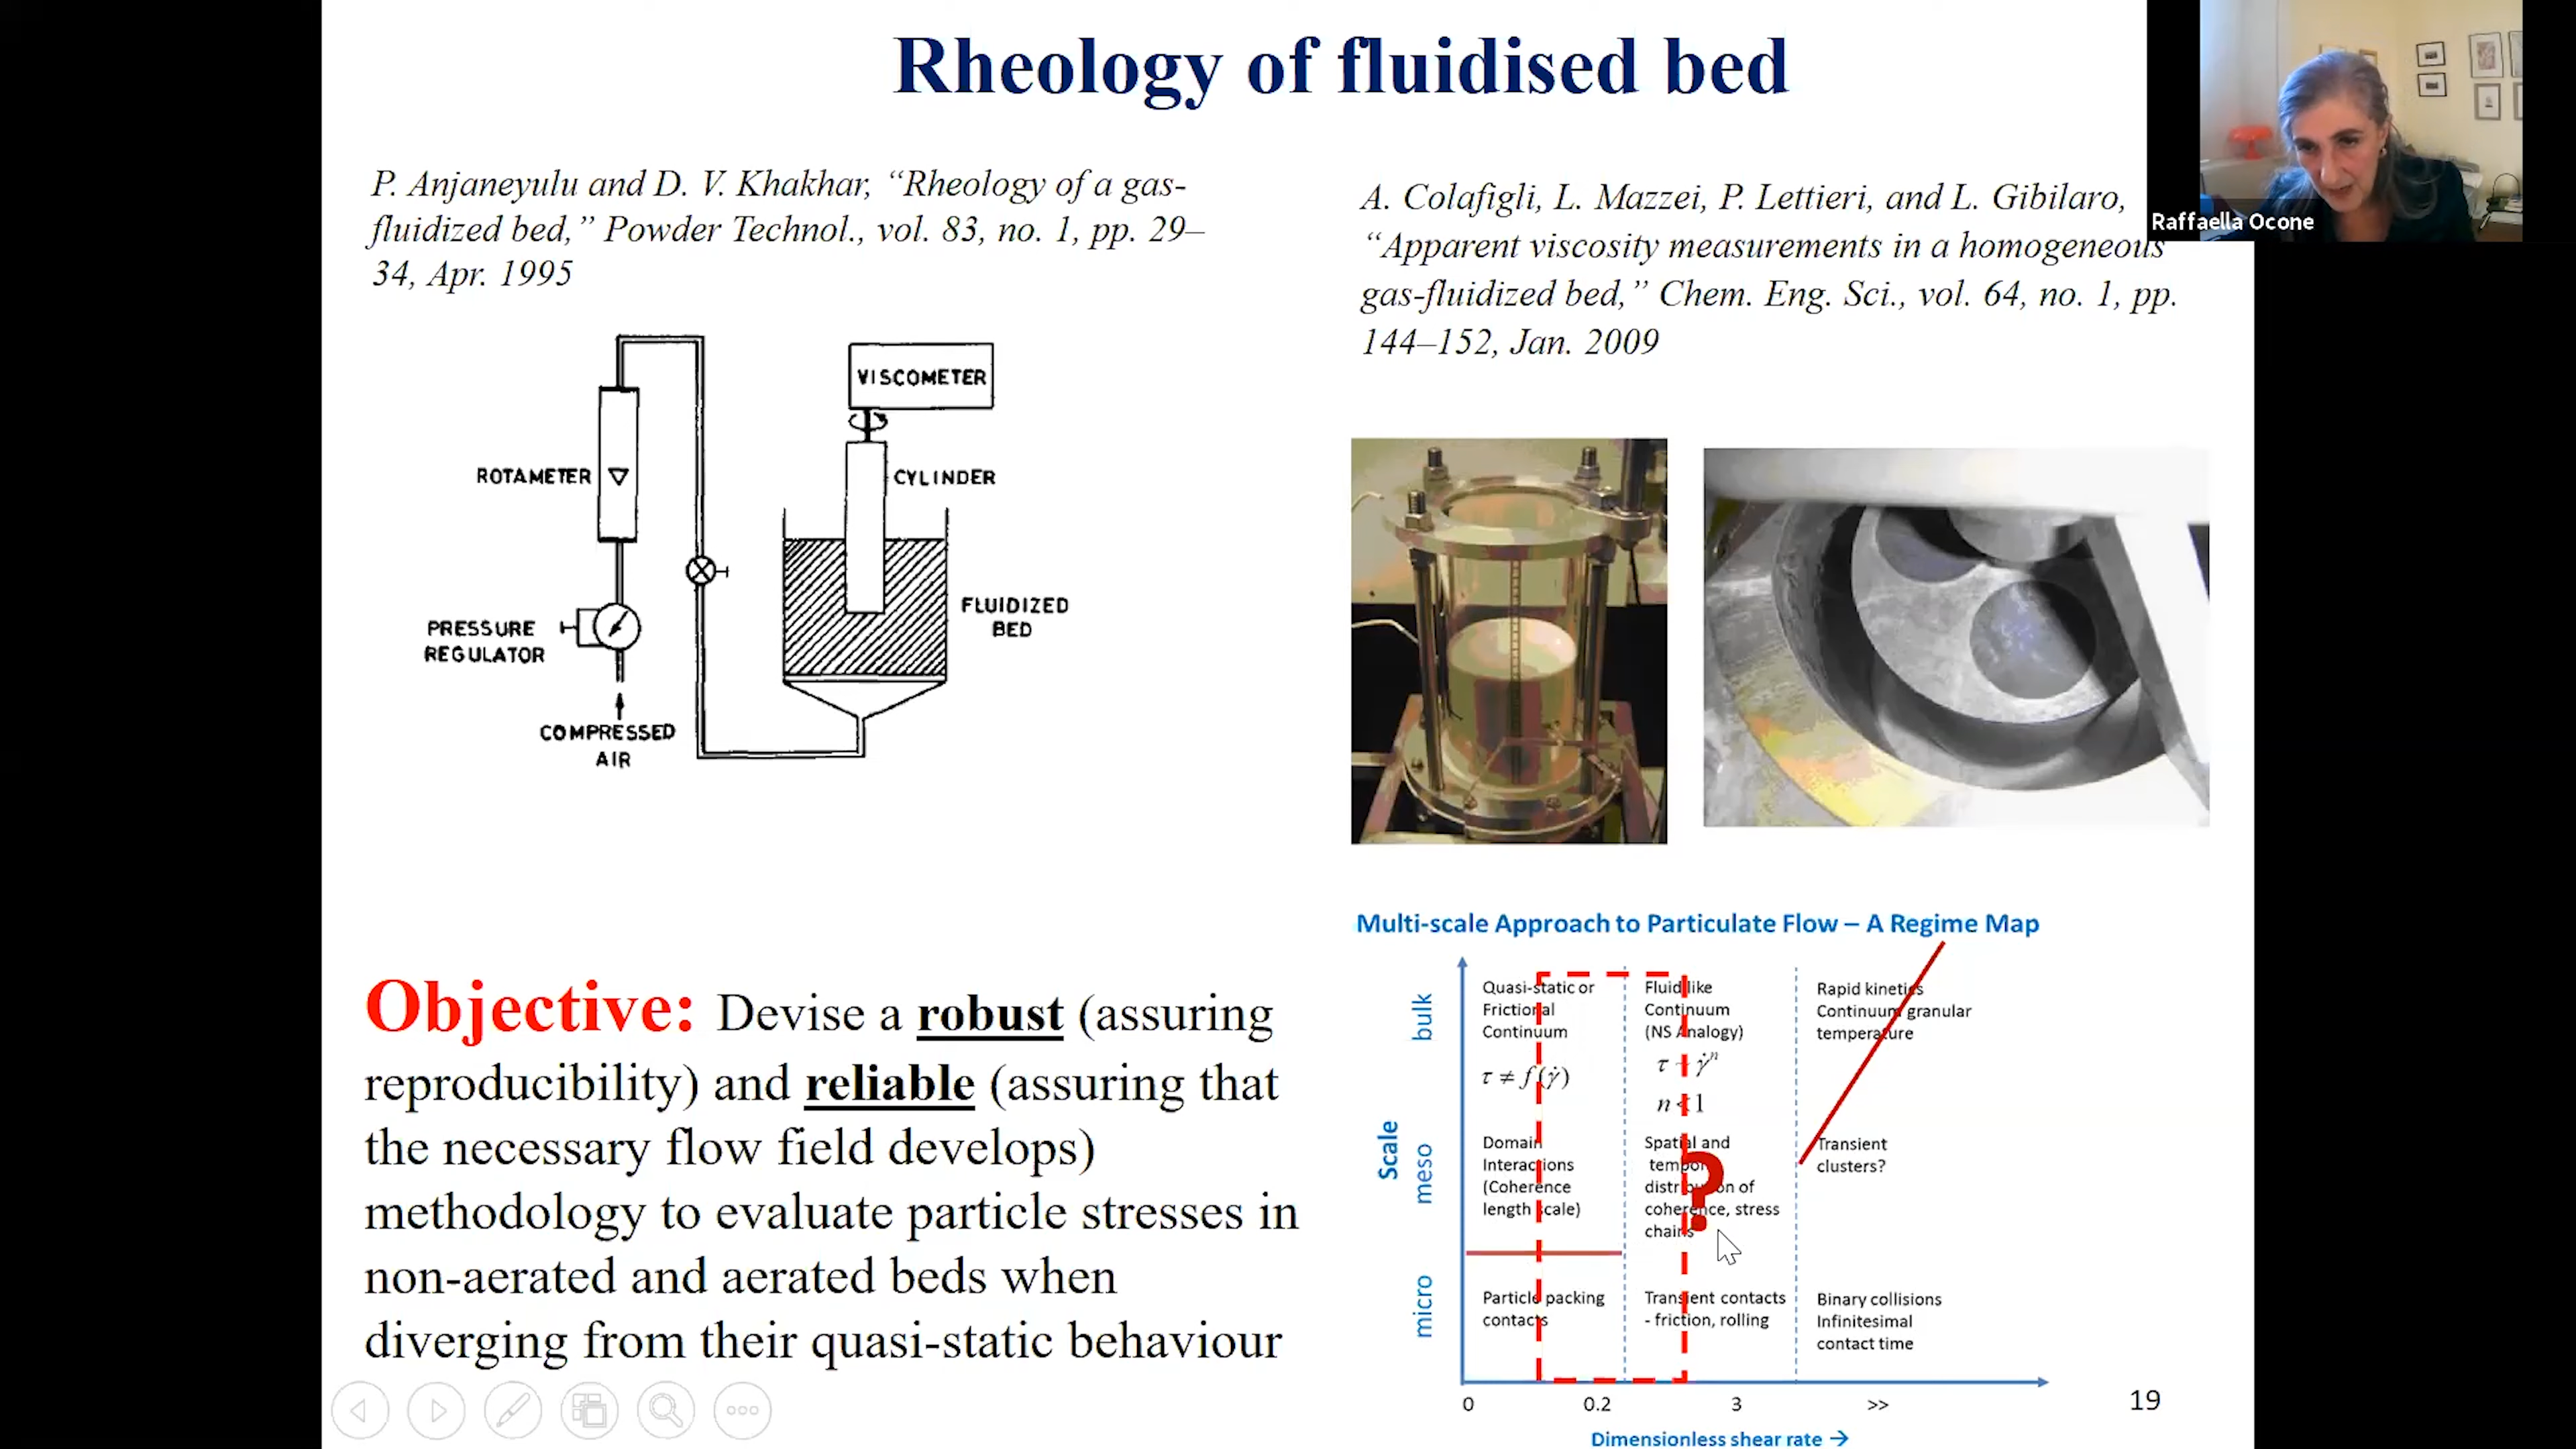 Rheology of fluidised bed
P. Anjaneyulu and D. V. Khakhar, “Rheology of a gas-
fluidized bed,” Powder Technol., vol. 83, no. 1, pp. 29–
34, Apr. 1995
A. Colafigli, L. Mazzei, P. Lettieri, and L. Gibilaro,
“Apparent viscosity measurements in a homogeneous
gas-fluidized bed,” Chem. Eng. Sci., vol. 64, no. 1, pp.
144–152, Jan. 2009
Raffaella Ocone
VISCOMETER
ROTAMETER
CYLINDER
FLUIDIZED
BED
PRESSURE
REGULATOR
COMPRESSED
AIR
Objective: Devise a robust (assuring
reproducibility) and reliable (assuring that
the necessary flow field develops)
methodology to evaluate particle stresses in
non-aerated and aerated beds when
diverging from their quasi-static behaviour
Multi-scale Approach to Particulate Flow – A Regime Map
Scale
bulk
meso
micro
Quasi-static or
Frictional
Continuum
τ ≠ f(γ̇)
Fluid like
Continuum
(NS Analogy)
τ γ̇ⁿ
n < 1
Rapid kinetics
Continuum granular
temperature
Domain
Interactions
(Coherence
length scale)
Spatial and
distribution of
coherence, stress
chains
?
Transient
clusters?
Particle packing
contacts
Transient contacts
- friction, rolling
Binary collisions
Infinitesimal
contact time
0 0.2 3 >>
Dimensionless shear rate →
19